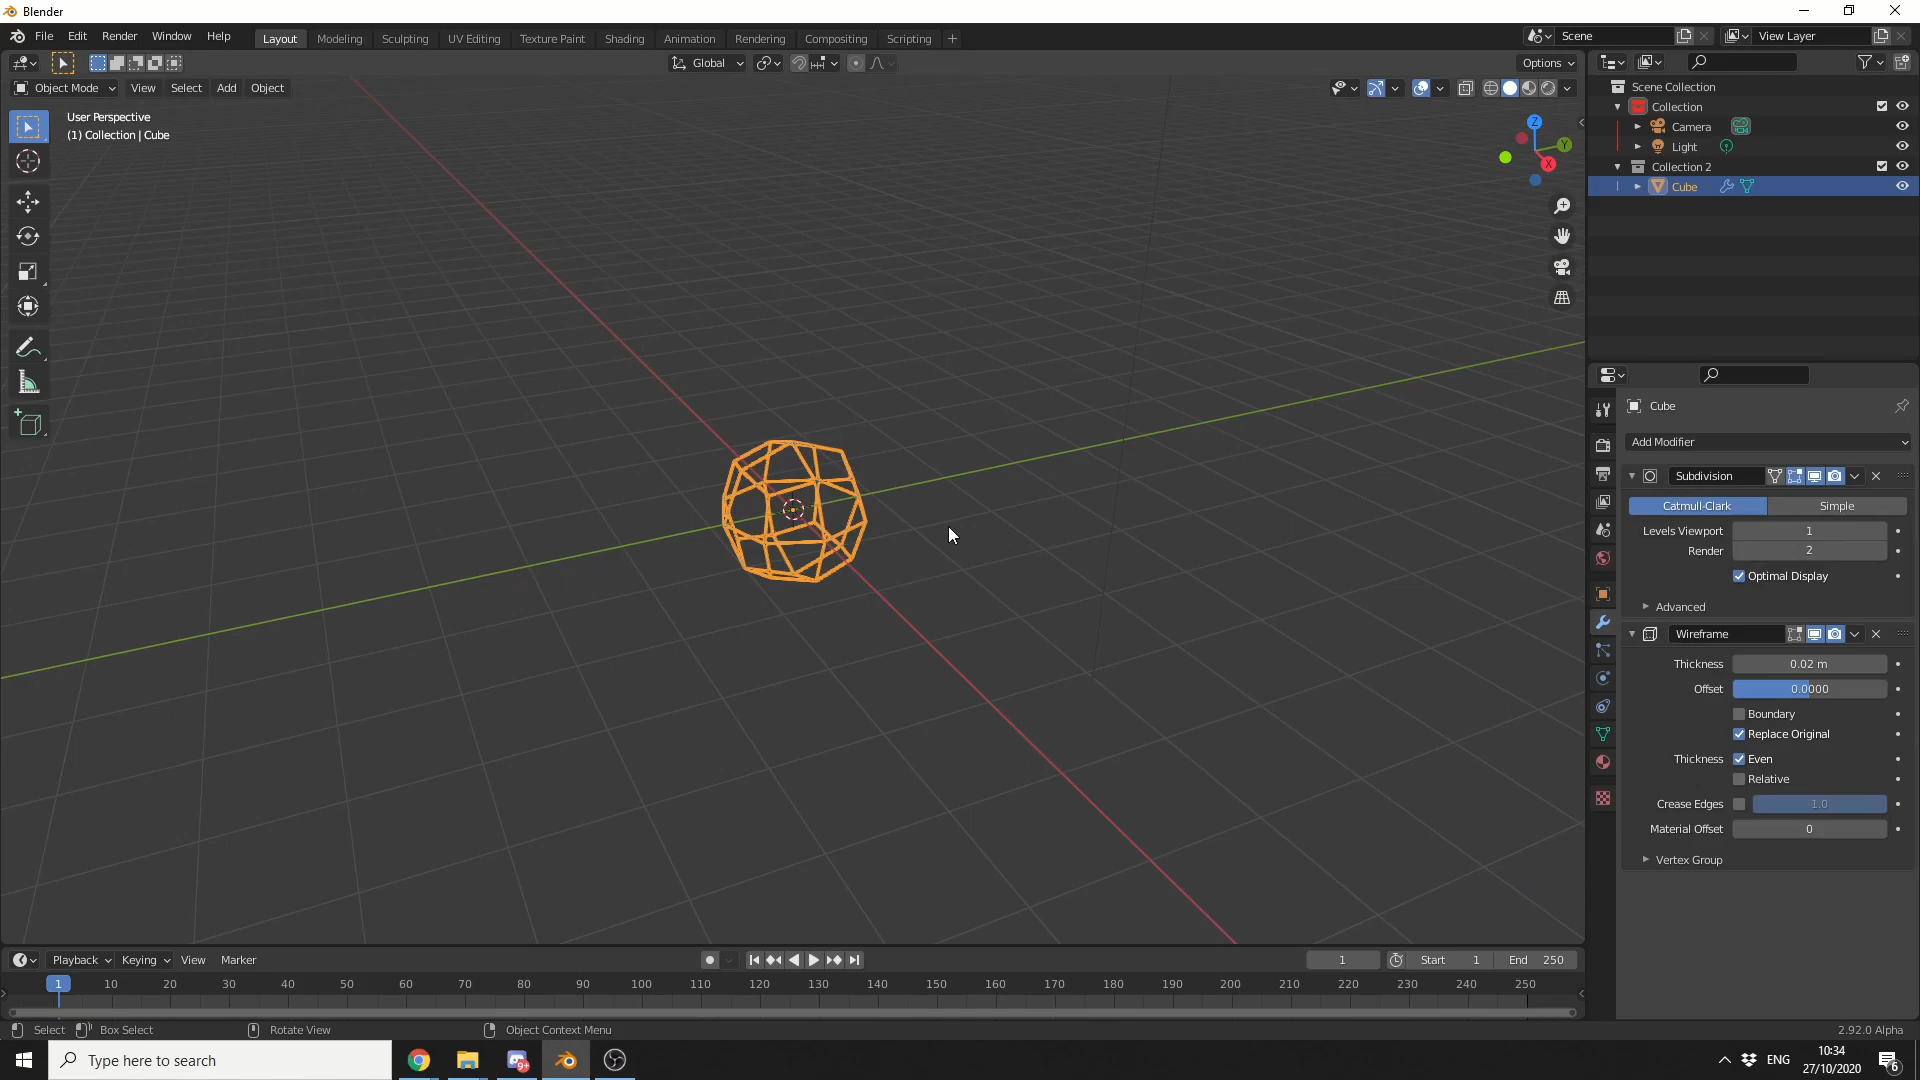 Blender
File Edit Render Window Help
Layout Modeling Sculpting UV Editing Texture Paint Shading Animation Rendering Compositing Scripting +
Scene View Layer
Global Options
Object Mode View Select Add Object
User Perspective
(1) Collection | Cube
Z
Y
X
Scene Collection
Collection
Camera
Light
Collection 2
Cube
Cube
Add Modifier
Subdivision
Catmull-Clark Simple
Levels Viewport 1
Render 2
Optimal Display
Advanced
Wireframe
Thickness 0.02 m
Offset 0.0000
Boundary
Replace Original
Thickness Even
Relative
Crease Edges 1.0
Material Offset 0
Vertex Group
Playback Keying View Marker 1 Start 1 End 250
1 10 20 30 40 50 60 70 80 90 100 110 120 130 140 150 160 170 180 190 200 210 220 230 240 250
Select Box Select Rotate View Object Context Menu 2.92.0 Alpha
Type here to search 9+ ENG 10:34
27/10/2020 6